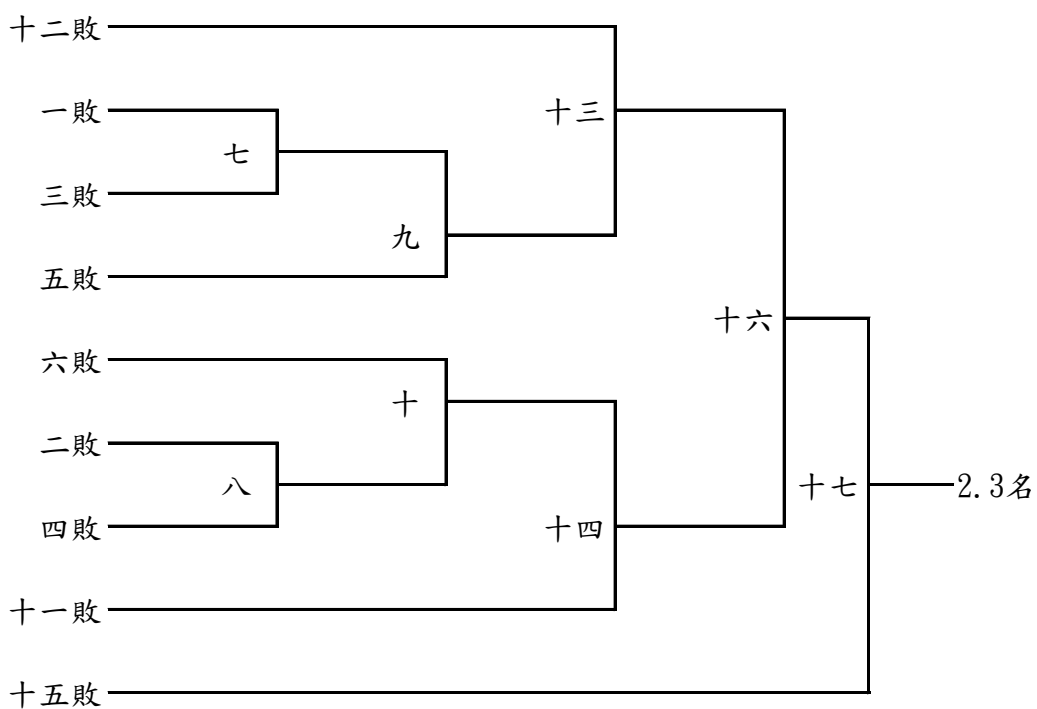 十二敗
一敗
十三
七
三敗
九
五敗
十六
六敗
十
二敗
八
十七
2.3名
四敗
十四
十一敗
十五敗